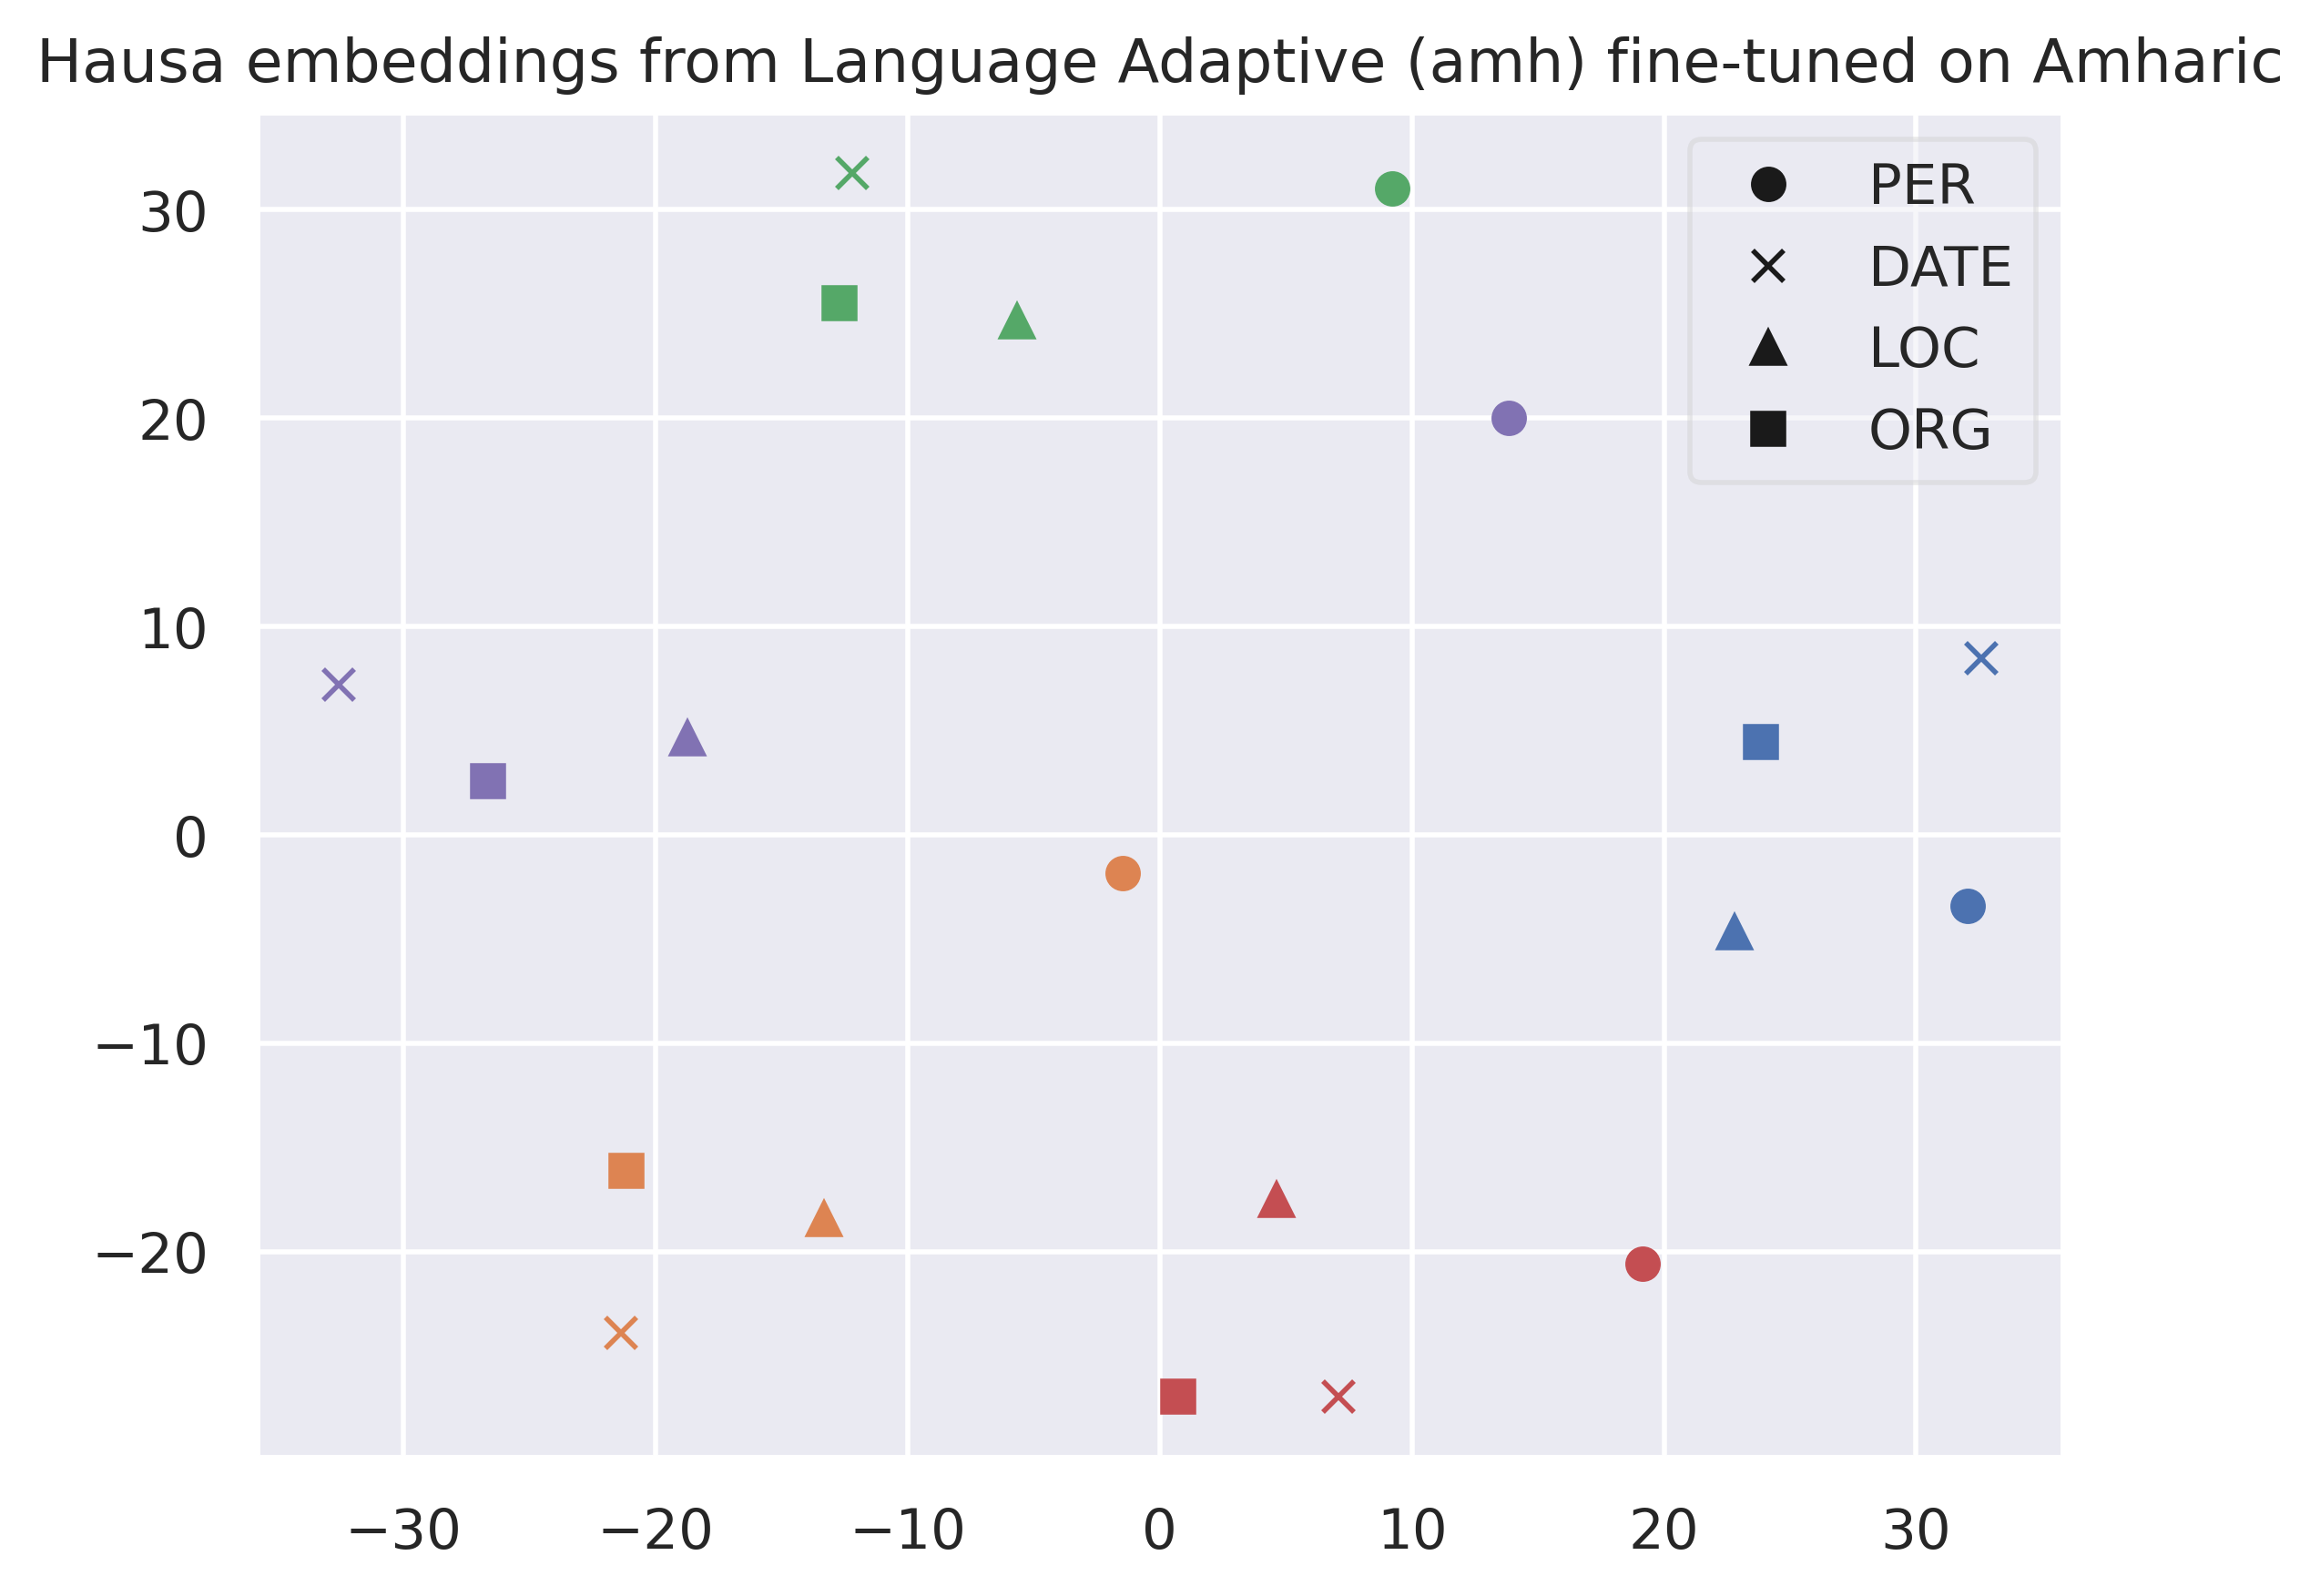 Hausa embeddings from Language Adaptive (amh) fine-tuned on Amharic
PER
DATE
LOC
ORG
30
20
10
0
−10
−20
−30 −20 −10 0 10 20 30